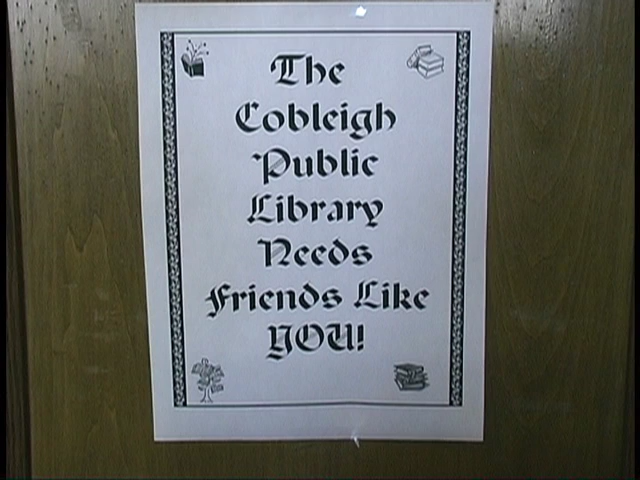 The
Cobleigh
Public
Library
Needs
Friends Like
YOU!